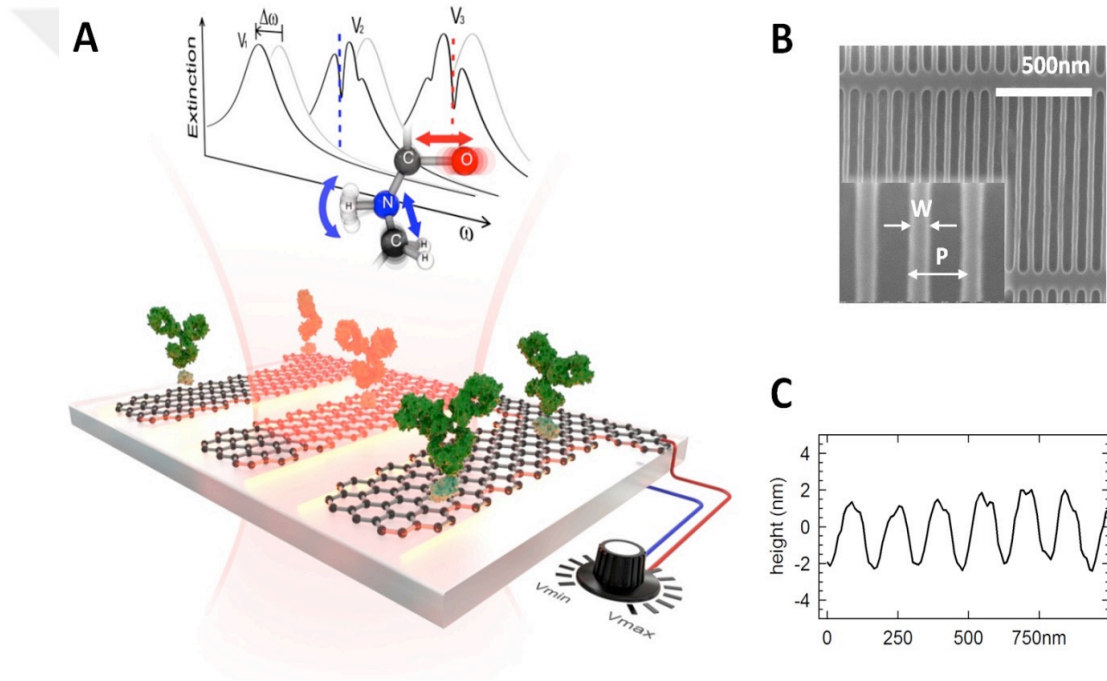 A
Δω
V1
V2
V3
Extinction
C
O
N
H
C
H
H
ω
Vmin
Vmax
B
500nm
W
P
C
height (nm)
4
2
0
-2
-4
0
250
500
750nm